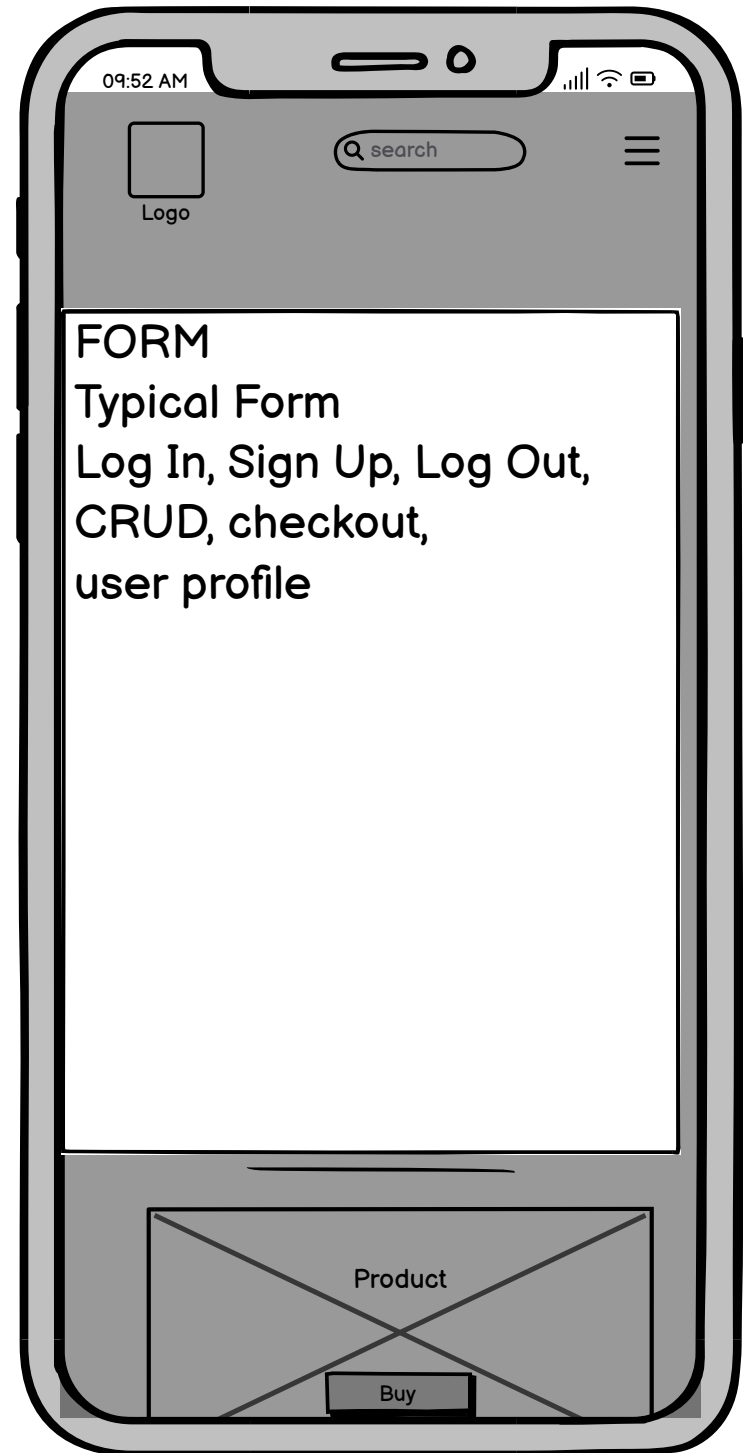 09:52 AM
search
Logo
FORM
Typical Form
Log In, Sign Up, Log Out,
CRUD, checkout,
user profile
Product
Buy